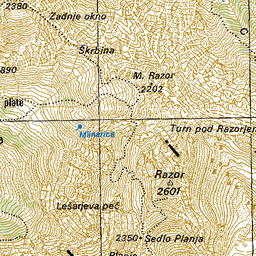 2380
Zadnje okno
Škrbina
M. Razor
2202
890
plate
Mlinarica
Turn pod Razorjem
Razor
2601
Lešarjeva peč
2350 Sedlo Planja
Planja